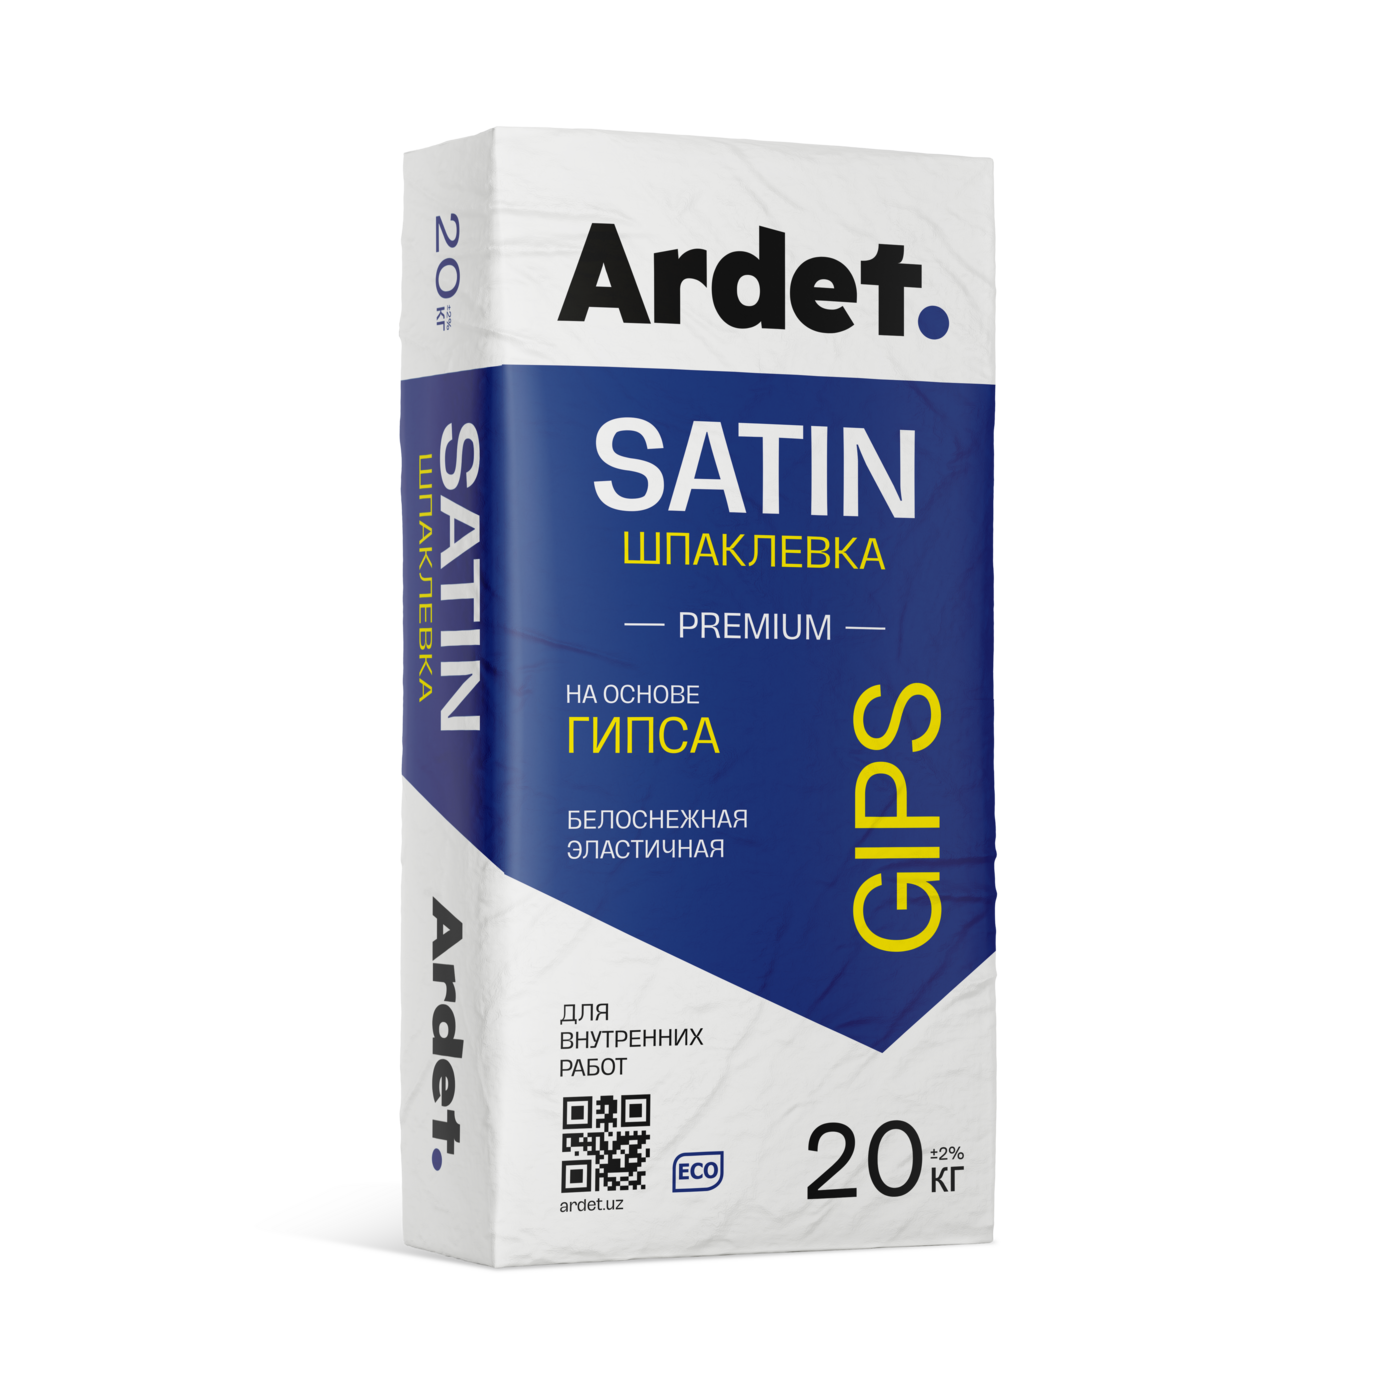 Ardet.
SATIN
ШПАКЛЕВКА
PREMIUM
НА ОСНОВЕ
ГИПСА
БЕЛОСНЕЖНАЯ
ЭЛАСТИЧНАЯ
GIPS
ДЛЯ
ВНУТРЕННИХ
РАБОТ
ardet.uz
ECO
20 ±2% КГ
20 ±2% КГ
SATIN
ШПАКЛЕВКА
Ardet.